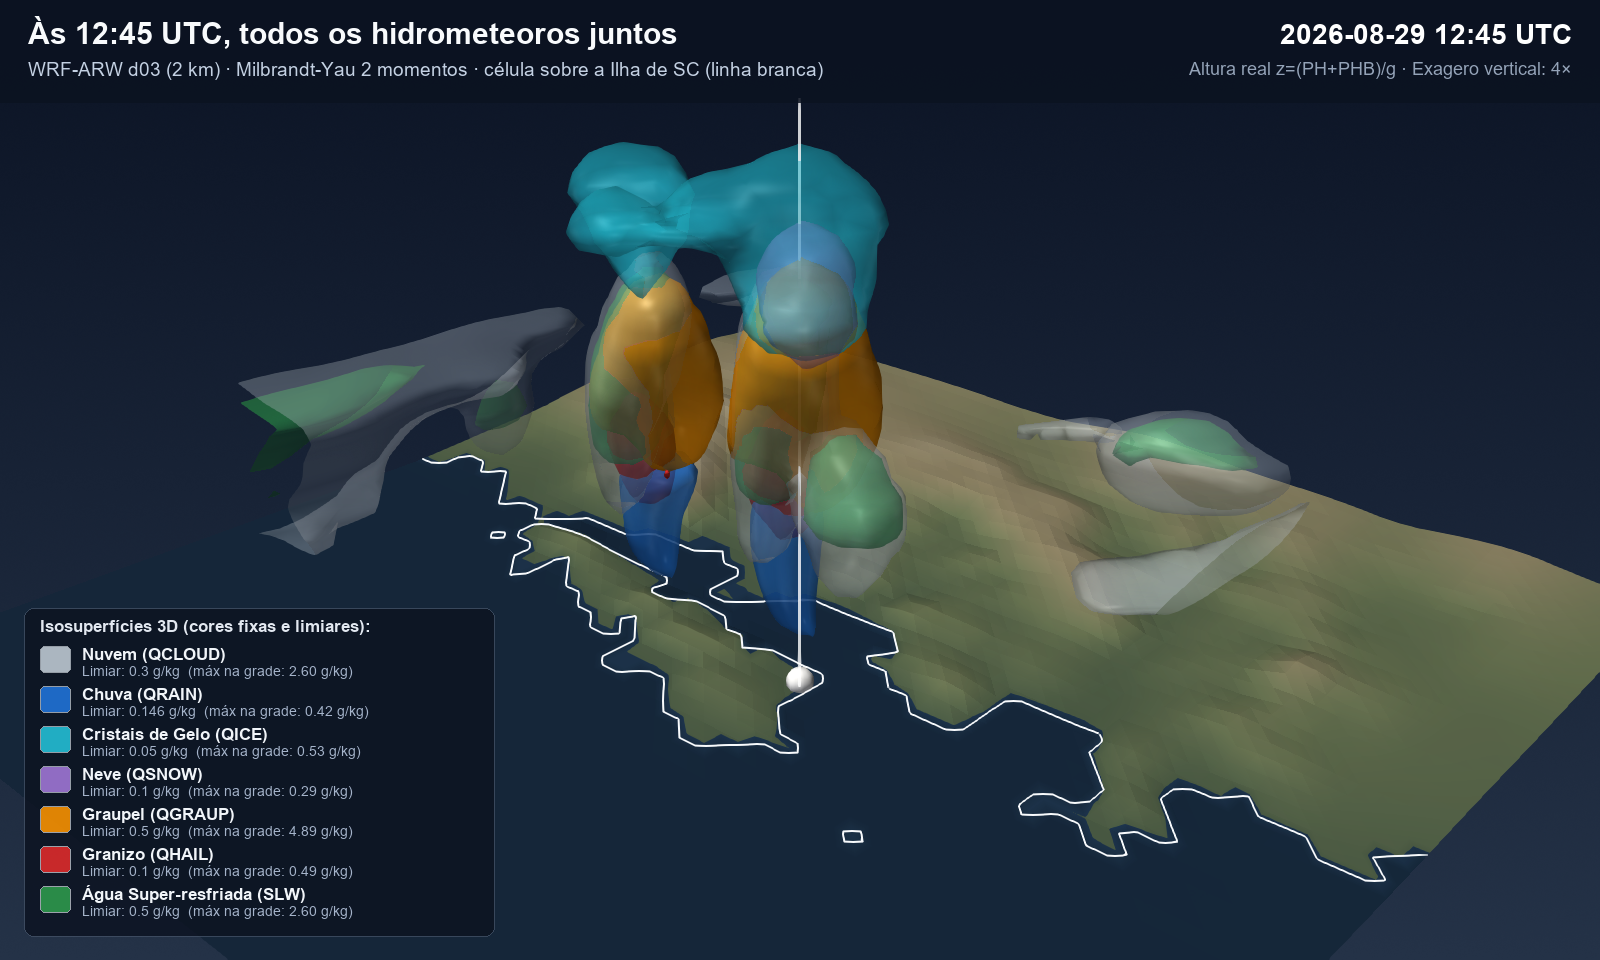 Às 12:45 UTC, todos os hidrometeoros juntos
2026-08-29 12:45 UTC
WRF-ARW d03 (2 km) · Milbrandt-Yau 2 momentos · célula sobre a Ilha de SC (linha branca)
Altura real z=(PH+PHB)/g · Exagero vertical: 4×
Isosuperfícies 3D (cores fixas e limiares):
Nuvem (QCLOUD)
Limiar: 0.3 g/kg (máx na grade: 2.60 g/kg)
Chuva (QRAIN)
Limiar: 0.146 g/kg (máx na grade: 0.42 g/kg)
Cristais de Gelo (QICE)
Limiar: 0.05 g/kg (máx na grade: 0.53 g/kg)
Neve (QSNOW)
Limiar: 0.1 g/kg (máx na grade: 0.29 g/kg)
Graupel (QGRAUP)
Limiar: 0.5 g/kg (máx na grade: 4.89 g/kg)
Granizo (QHAIL)
Limiar: 0.1 g/kg (máx na grade: 0.49 g/kg)
Água Super-resfriada (SLW)
Limiar: 0.5 g/kg (máx na grade: 2.60 g/kg)